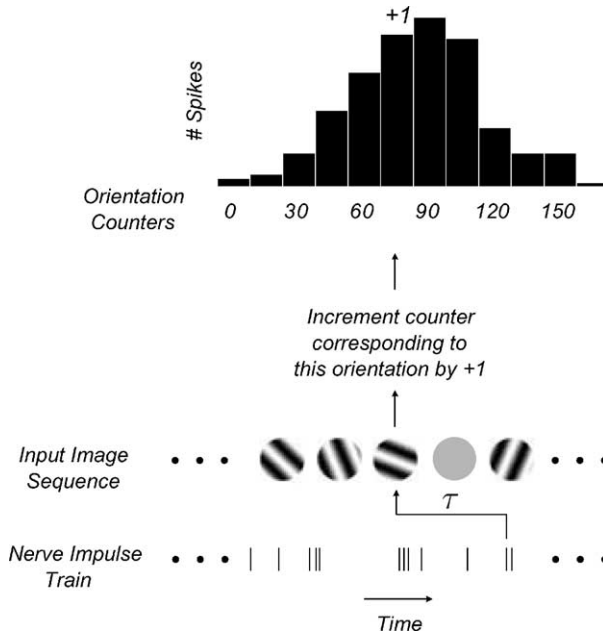 +1
# Spikes
Orientation
Counters
0 30 60 90 120 150
Increment counter
corresponding to
this orientation by +1
Input Image
Sequence
τ
Nerve Impulse
Train
Time